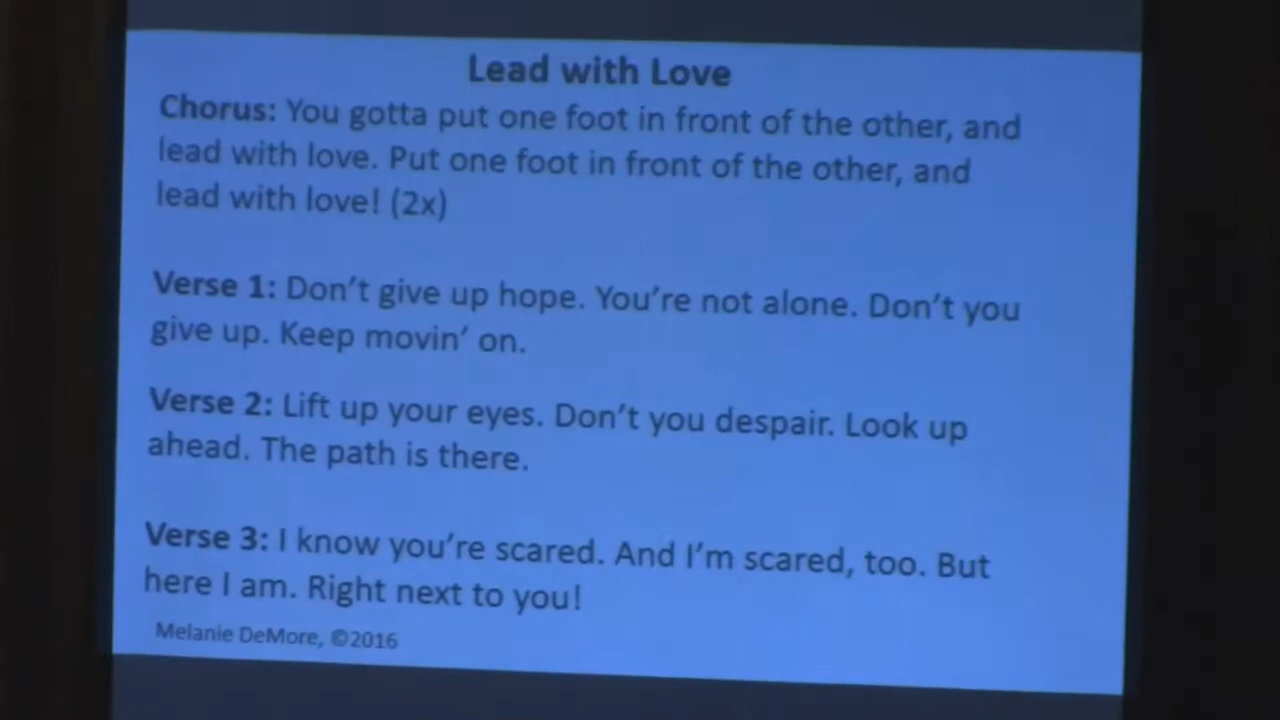 Lead with Love
Chorus: You gotta put one foot in front of the other, and
lead with love. Put one foot in front of the other, and
lead with love! (2x)
Verse 1: Don't give up hope. You're not alone. Don't you
give up. Keep movin' on.
Verse 2: Lift up your eyes. Don't you despair. Look up
ahead. The path is there.
Verse 3: I know you're scared. And I'm scared, too. But
here I am. Right next to you!
Melanie DeMore, ©2016